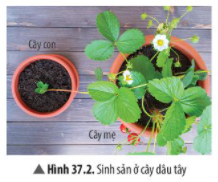 Cây con
Cây mẹ
▲ Hình 37.2. Sinh sản ở cây dâu tây